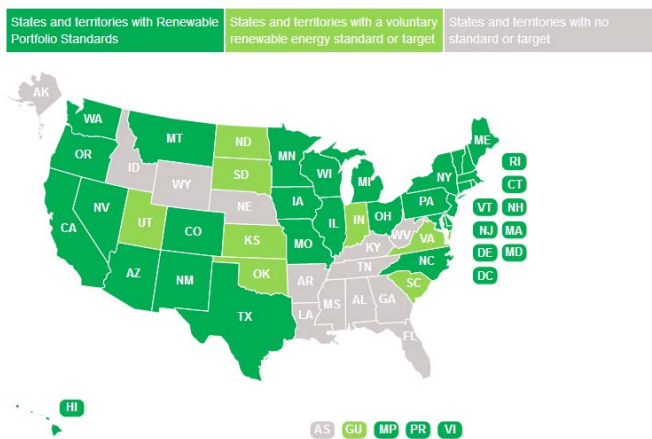 States and territories with Renewable
Portfolio Standards
States and territories with a voluntary
renewable energy standard or target
States and territories with no
standard or target
AK
WA
MT
ND
MN
ME
OR
ID
SD
WI
MI
NY
RI
WY
CT
NV
NE
IA
PA
VT
NH
UT
CO
IL
IN
OH
NJ
MA
CA
KS
MO
WV
VA
KY
DE
MD
AZ
NM
OK
AR
TN
NC
DC
SC
MS
AL
GA
TX
LA
FL
HI
AS
GU
MP
PR
VI